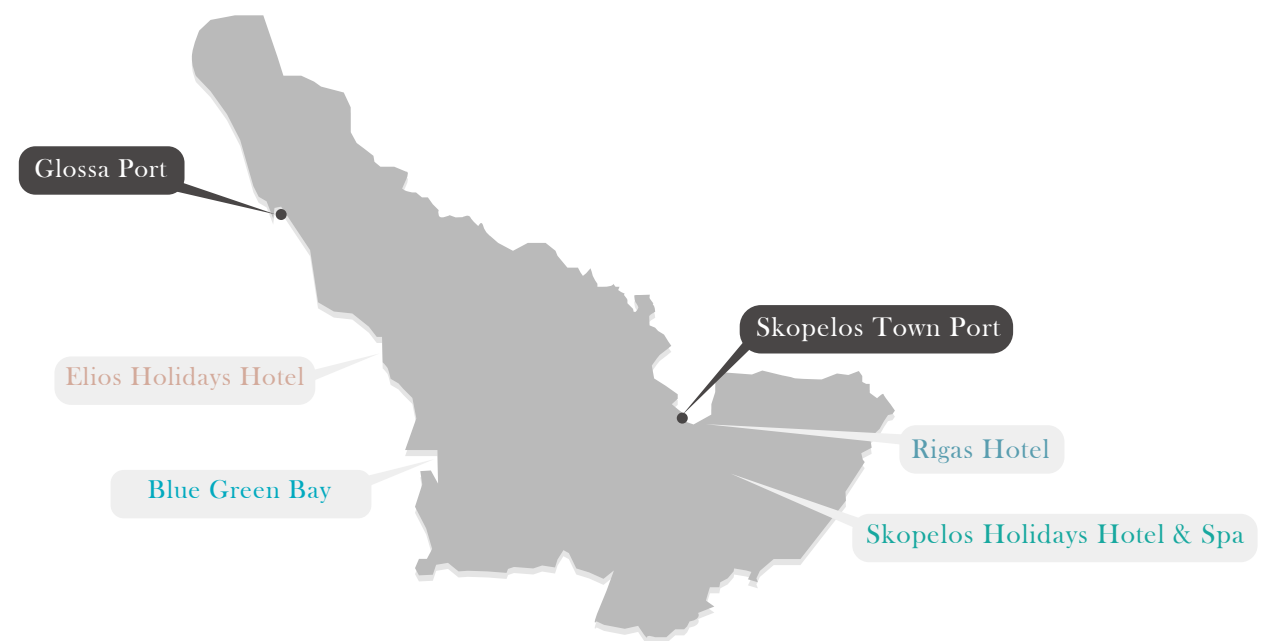 Glossa Port
Skopelos Town Port
Elios Holidays Hotel
Rigas Hotel
Blue Green Bay
Skopelos Holidays Hotel & Spa